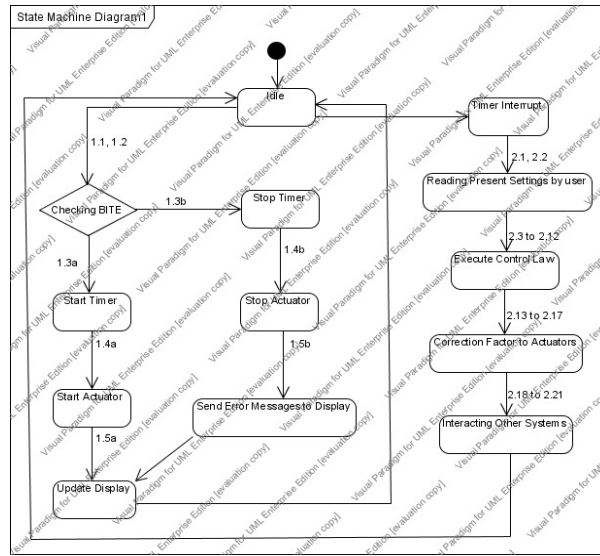 State Machine Diagram1
Idle
Timer Interrupt
1.1, 1.2
2.1, 2.2
Reading Present Settings by user
Checking BITE
1.3b
Stop Timer
2.3 to 2.12
1.3a
1.4b
Execute Control Law
Start Timer
Stop Actuator
2.13 to 2.17
1.4a
1.5b
Correction Factor to Actuators
Start Actuator
2.18 to 2.21
Send Error Messages to Display
Interacting Other Systems
1.5a
Update Display
Visual Paradigm for UML Enterprise Edition [evaluation copy]